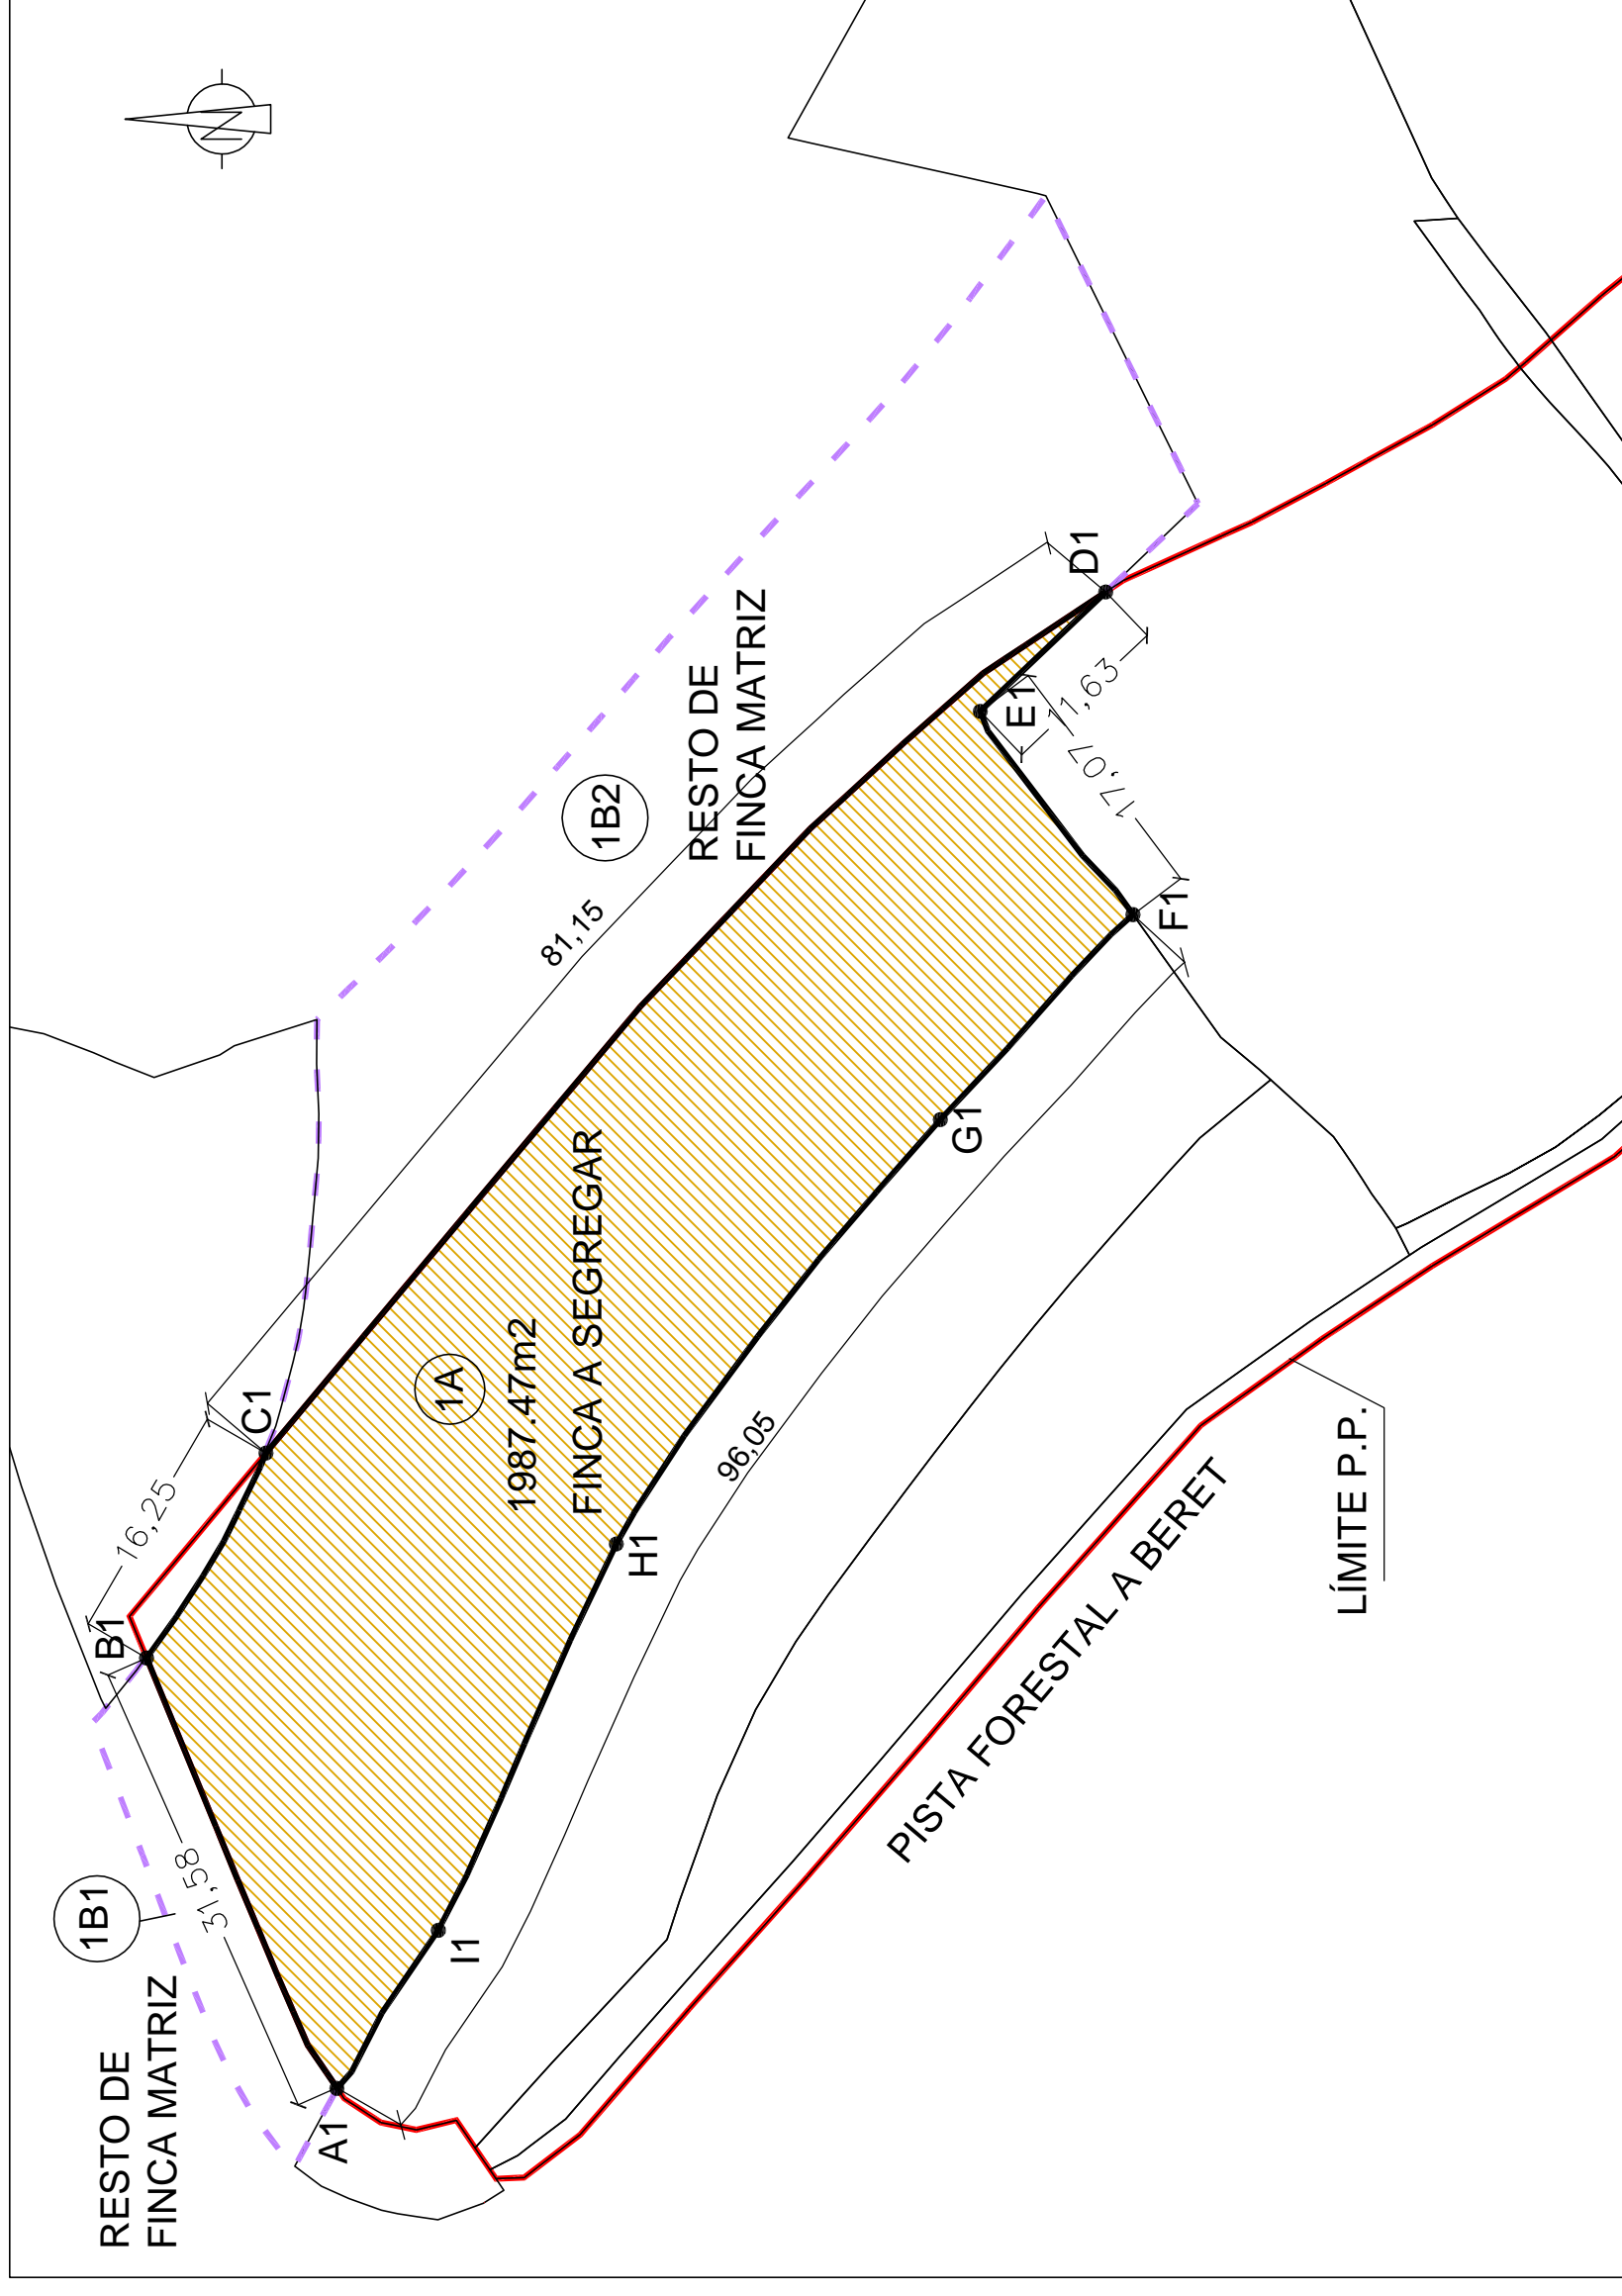 N
RESTO DE
FINCA MATRIZ
1B1
31,58
B1
16,25
C1
A1
I1
1A
1987.47m2
FINCA A SEGREGAR
H1
96,05
81,15
1B2
RESTO DE
FINCA MATRIZ
G1
F1
17,07
E1
11,63
D1
PISTA FORESTAL A BERET
LÍMITE P.P.